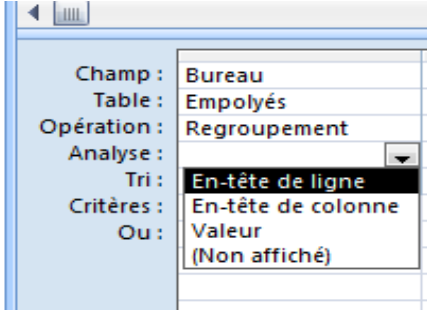 Champ : Bureau
Table : Empolyés
Opération : Regroupement
Analyse :
Tri : En-tête de ligne
Critères : En-tête de colonne
Ou : Valeur
(Non affiché)